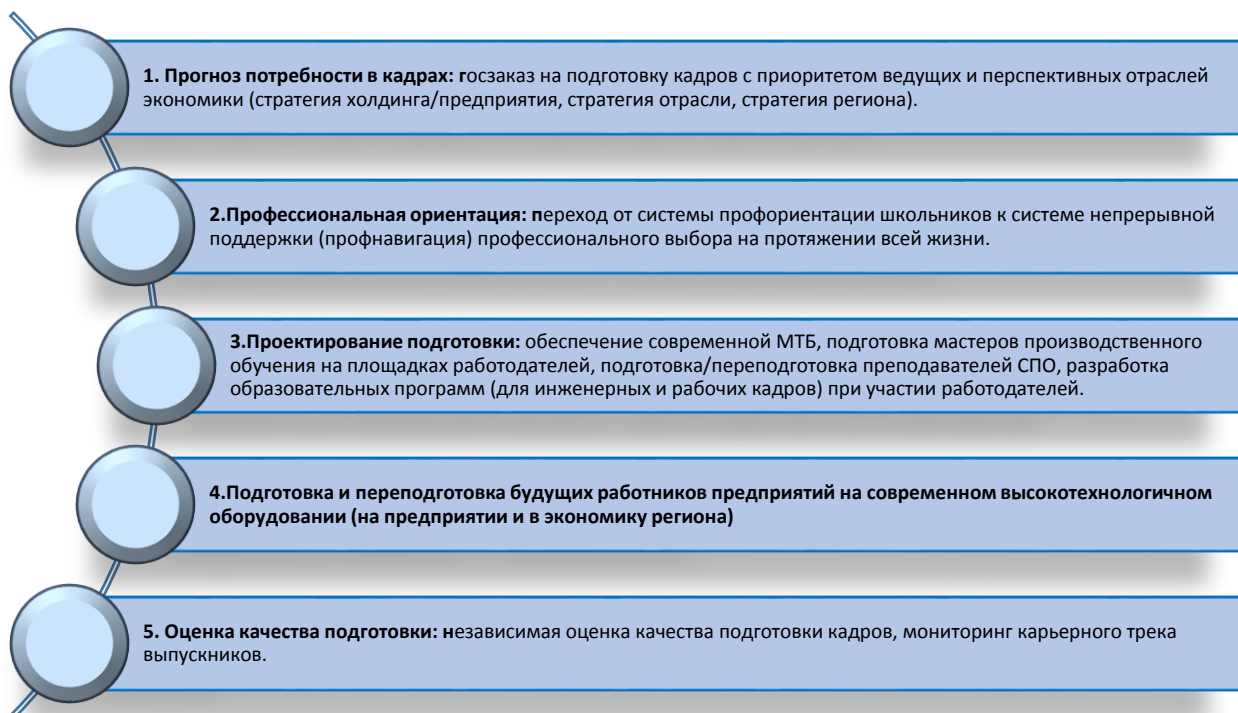 1. Прогноз потребности в кадрах: госзаказ на подготовку кадров с приоритетом ведущих и перспективных отраслей
экономики (стратегия холдинга/предприятия, стратегия отрасли, стратегия региона).
2.Профессиональная ориентация: переход от системы профориентации школьников к системе непрерывной
поддержки (профнавигация) профессионального выбора на протяжении всей жизни.
3.Проектирование подготовки: обеспечение современной МТБ, подготовка мастеров производственного
обучения на площадках работодателей, подготовка/переподготовка преподавателей СПО, разработка
образовательных программ (для инженерных и рабочих кадров) при участии работодателей.
4.Подготовка и переподготовка будущих работников предприятий на современном высокотехнологичном
оборудовании (на предприятии и в экономику региона)
5. Оценка качества подготовки: независимая оценка качества подготовки кадров, мониторинг карьерного трека
выпускников.